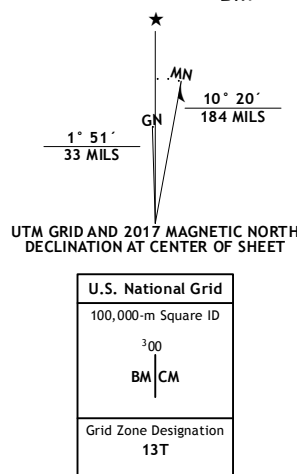 MN
GN
10° 20´
184 MILS
1° 51´
33 MILS
UTM GRID AND 2017 MAGNETIC NORTH
DECLINATION AT CENTER OF SHEET
U.S. National Grid
100,000-m Square ID
³00
BM CM
Grid Zone Designation
13T